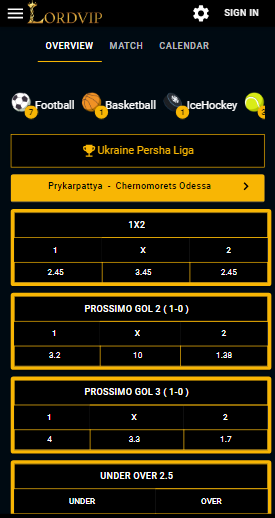 LORDVIP
SIGN IN
OVERVIEW MATCH CALENDAR
Football Basketball IceHockey
7 1 1 3
Ukraine Persha Liga
Prykarpattya - Chernomorets Odessa
1X2
1 X 2
2.45 3.45 2.45
PROSSIMO GOL 2 ( 1-0 )
1 X 2
3.2 10 1.38
PROSSIMO GOL 3 ( 1-0 )
1 X 2
4 3.3 1.7
UNDER OVER 2.5
UNDER OVER